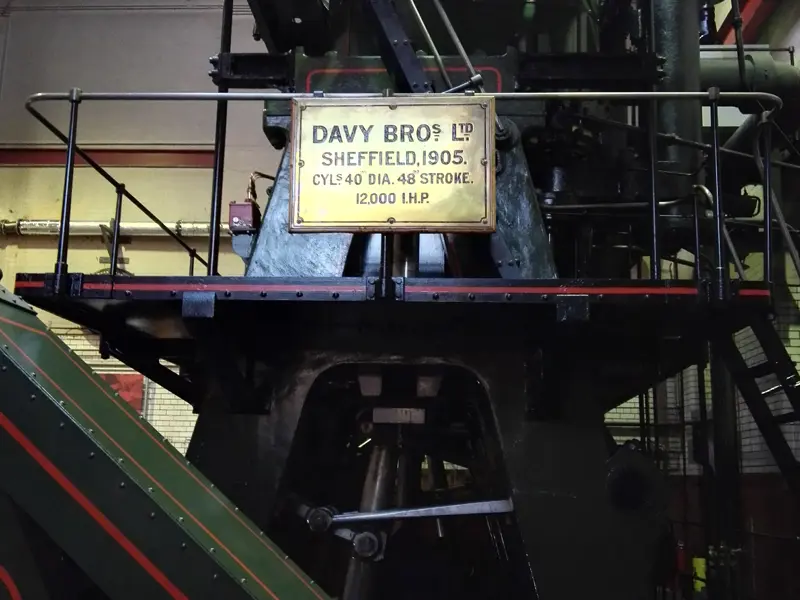 DAVY BROS. LTD.
SHEFFIELD, 1905.
CYLS 40" DIA. 48" STROKE.
12,000 I.H.P.